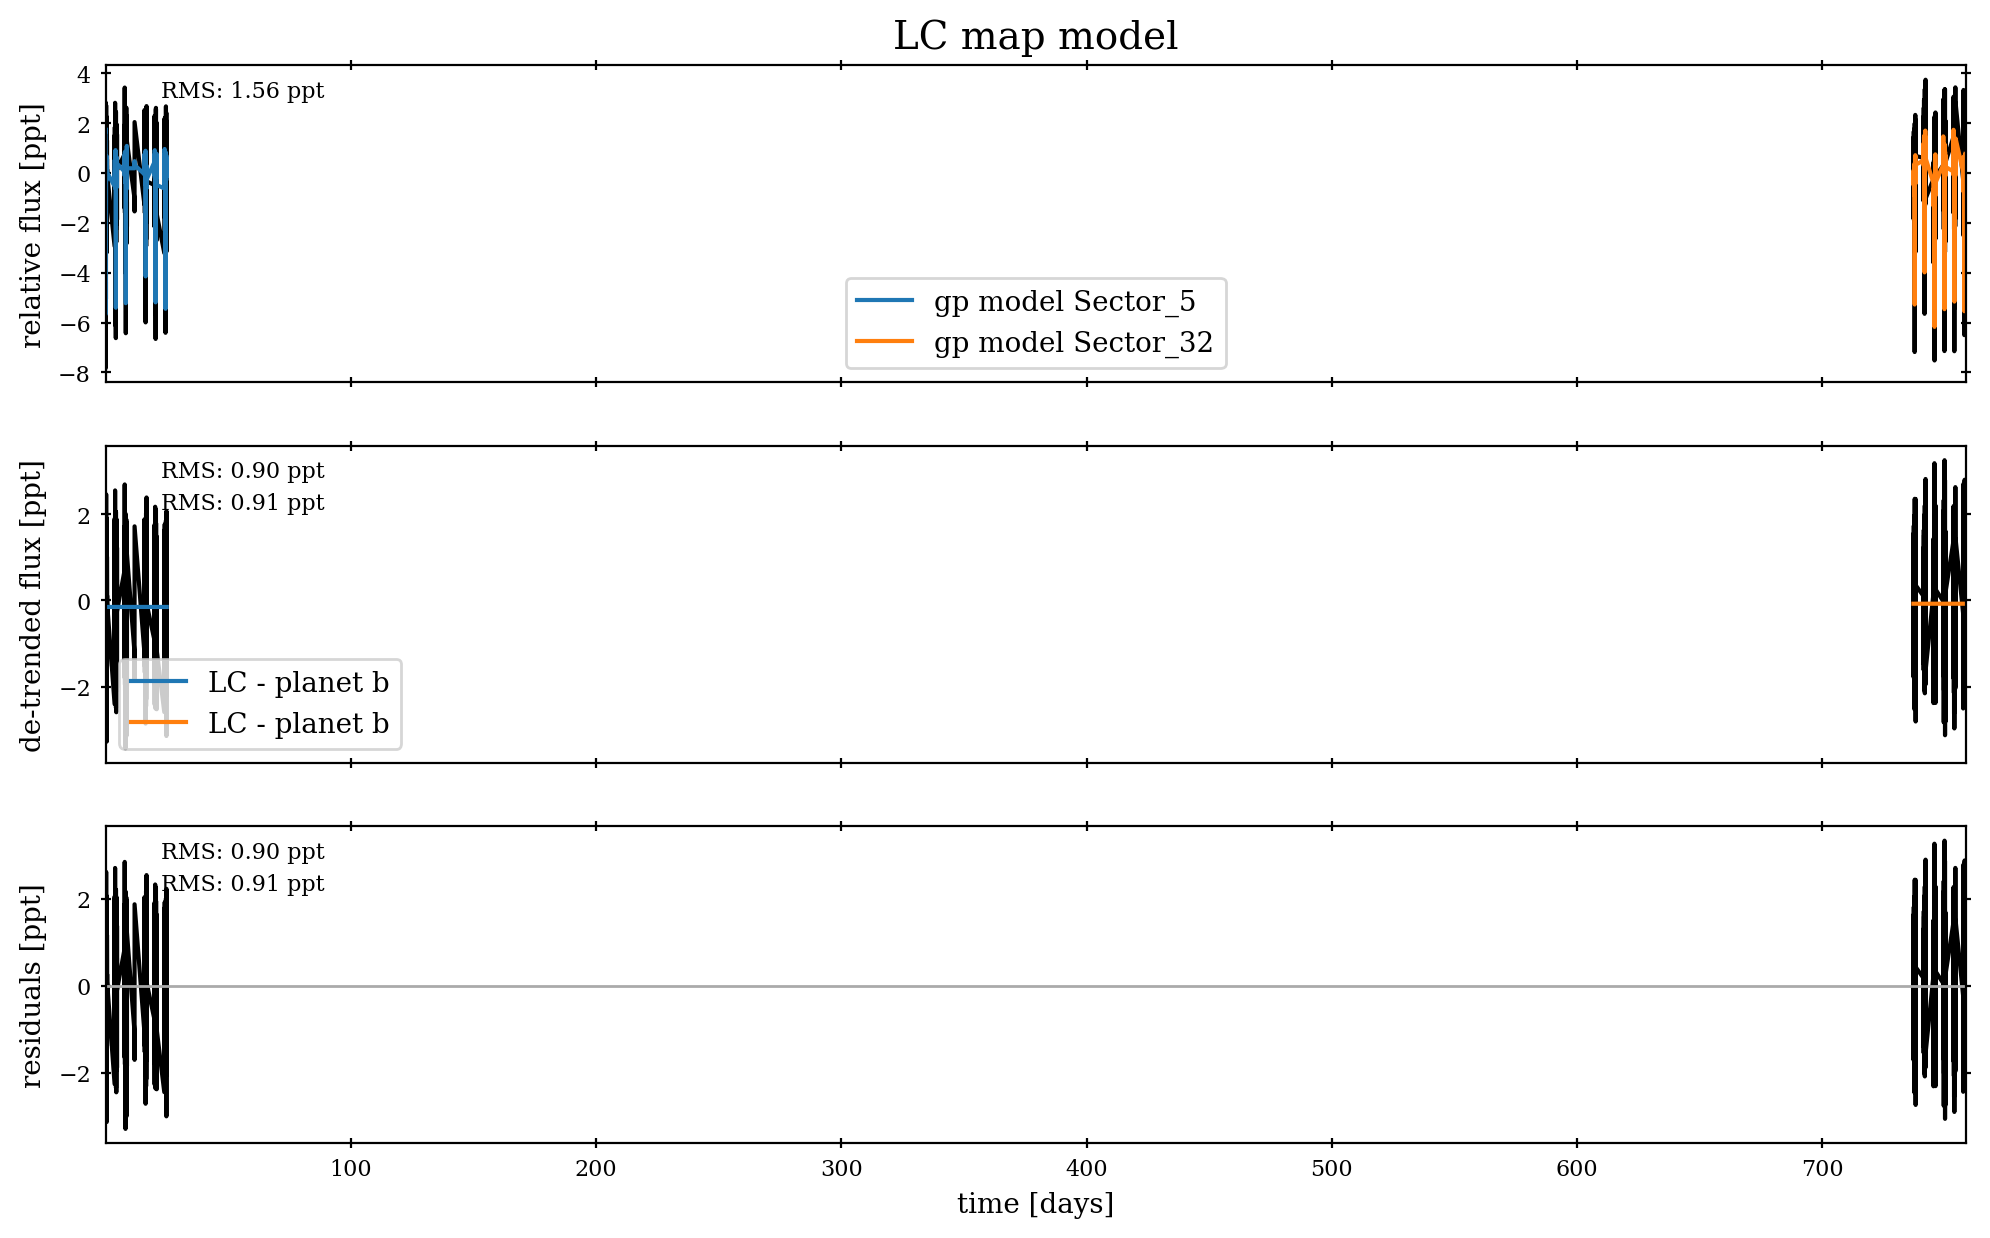 LC map model
relative flux [ppt]
4
2
0
−2
−4
−6
−8
RMS: 1.56 ppt
gp model Sector_5
gp model Sector_32
de-trended flux [ppt]
2
0
−2
RMS: 0.90 ppt
RMS: 0.91 ppt
LC - planet b
LC - planet b
residuals [ppt]
2
0
−2
RMS: 0.90 ppt
RMS: 0.91 ppt
100 200 300 400 500 600 700
time [days]